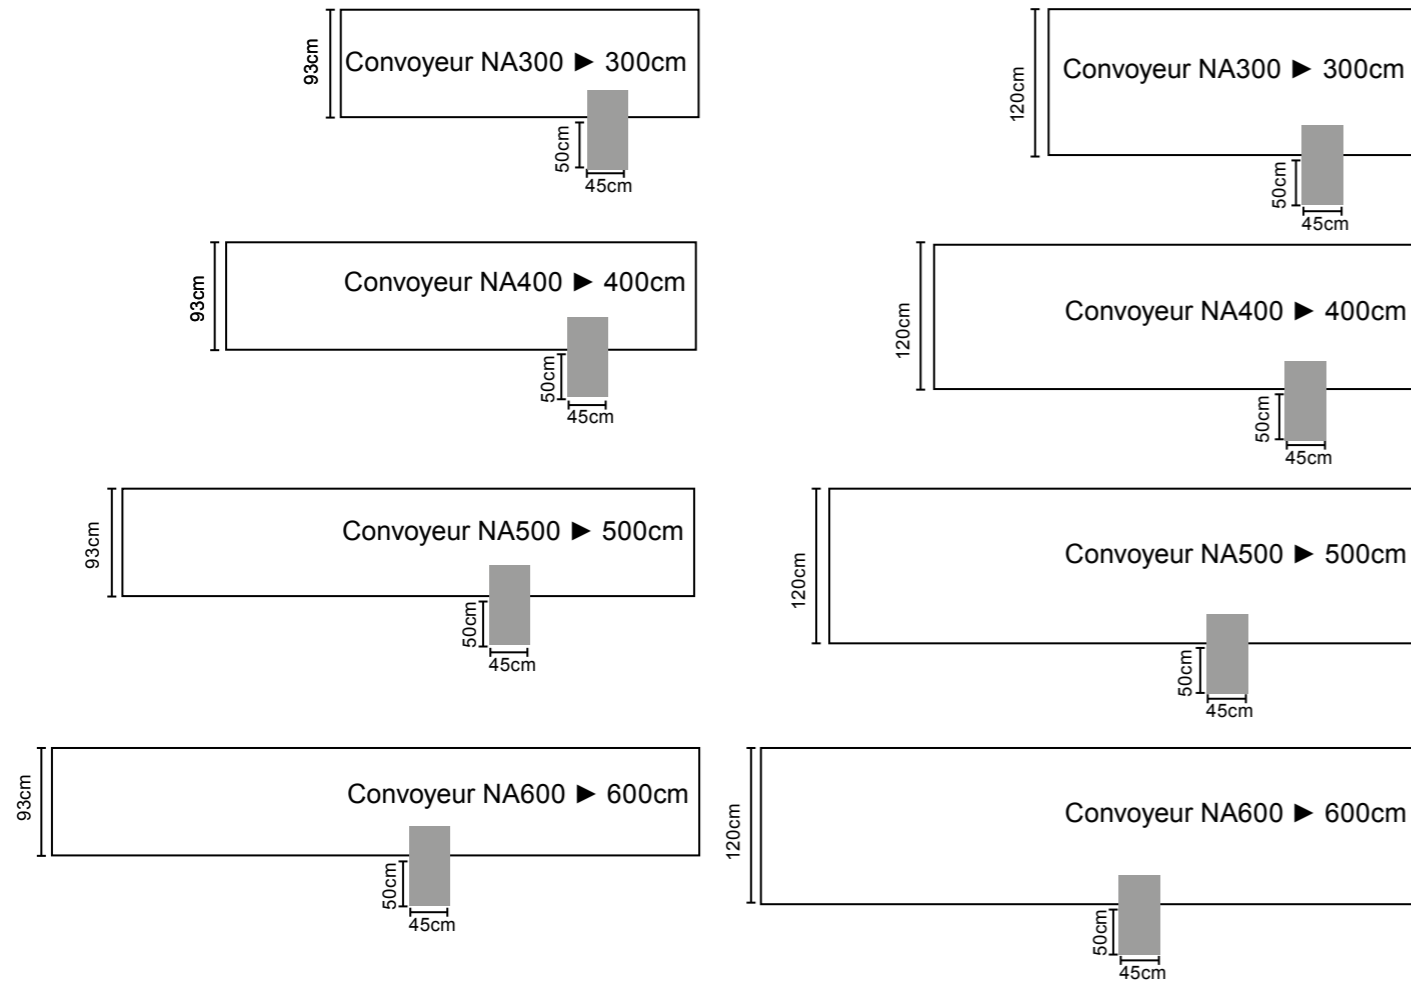 93cm
Convoyeur NA300 ► 300cm
50cm
45cm
120cm
Convoyeur NA300 ► 300cm
50cm
45cm
93cm
Convoyeur NA400 ► 400cm
50cm
45cm
120cm
Convoyeur NA400 ► 400cm
50cm
45cm
93cm
Convoyeur NA500 ► 500cm
50cm
45cm
120cm
Convoyeur NA500 ► 500cm
50cm
45cm
93cm
Convoyeur NA600 ► 600cm
50cm
45cm
120cm
Convoyeur NA600 ► 600cm
50cm
45cm